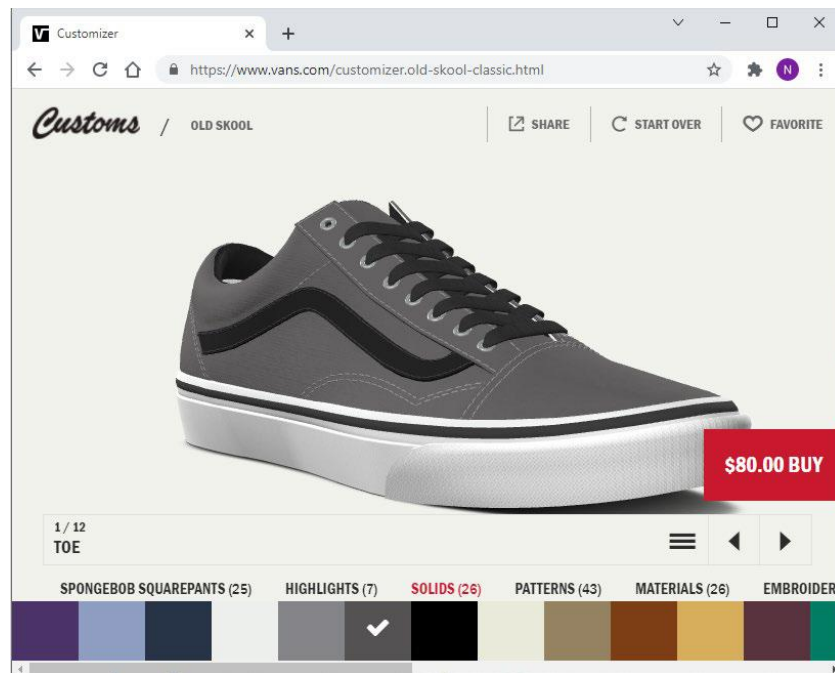 Customizer
https://www.vans.com/customizer.old-skool-classic.html
N
Customs / OLD SKOOL
SHARE
START OVER
FAVORITE
$80.00 BUY
1 / 12
TOE
SPONGEBOB SQUAREPANTS (25) HIGHLIGHTS (7) SOLIDS (26) PATTERNS (43) MATERIALS (26) EMBROIDER